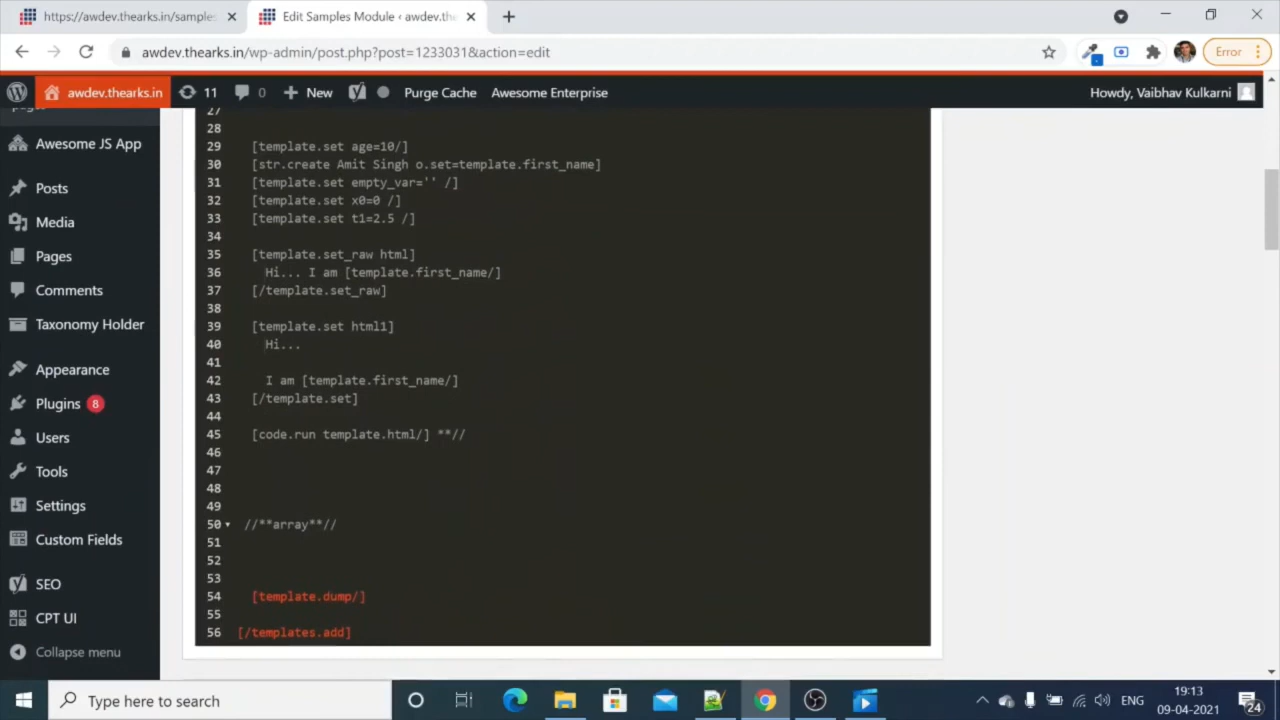 https://awdev.thearks.in/sample
Edit Samples Module ‹ awdev.the
awdev.thearks.in/wp-admin/post.php?post=1233031&action=edit
Error
awdev.thearks.in
11
0
New
Purge Cache
Awesome Enterprise
Howdy, Vaibhav Kulkarni
Awesome JS App
Posts
Media
Pages
Comments
Taxonomy Holder
Appearance
Plugins 8
Users
Tools
Settings
Custom Fields
SEO
CPT UI
Collapse menu
27
28
29 [template.set age=10/]
30 [str.create Amit Singh o.set=template.first_name]
31 [template.set empty_var='' /]
32 [template.set x0=0 /]
33 [template.set t1=2.5 /]
34
35 [template.set_raw html]
36 Hi... I am [template.first_name/]
37 [/template.set_raw]
38
39 [template.set html1]
40 Hi...
41
42 I am [template.first_name/]
43 [/template.set]
44
45 [code.run template.html/] **//
46
47
48
49
50 //**array**//
51
52
53
54 [template.dump/]
55
56 [/templates.add]
Type here to search
ENG
19:13
09-04-2021
24